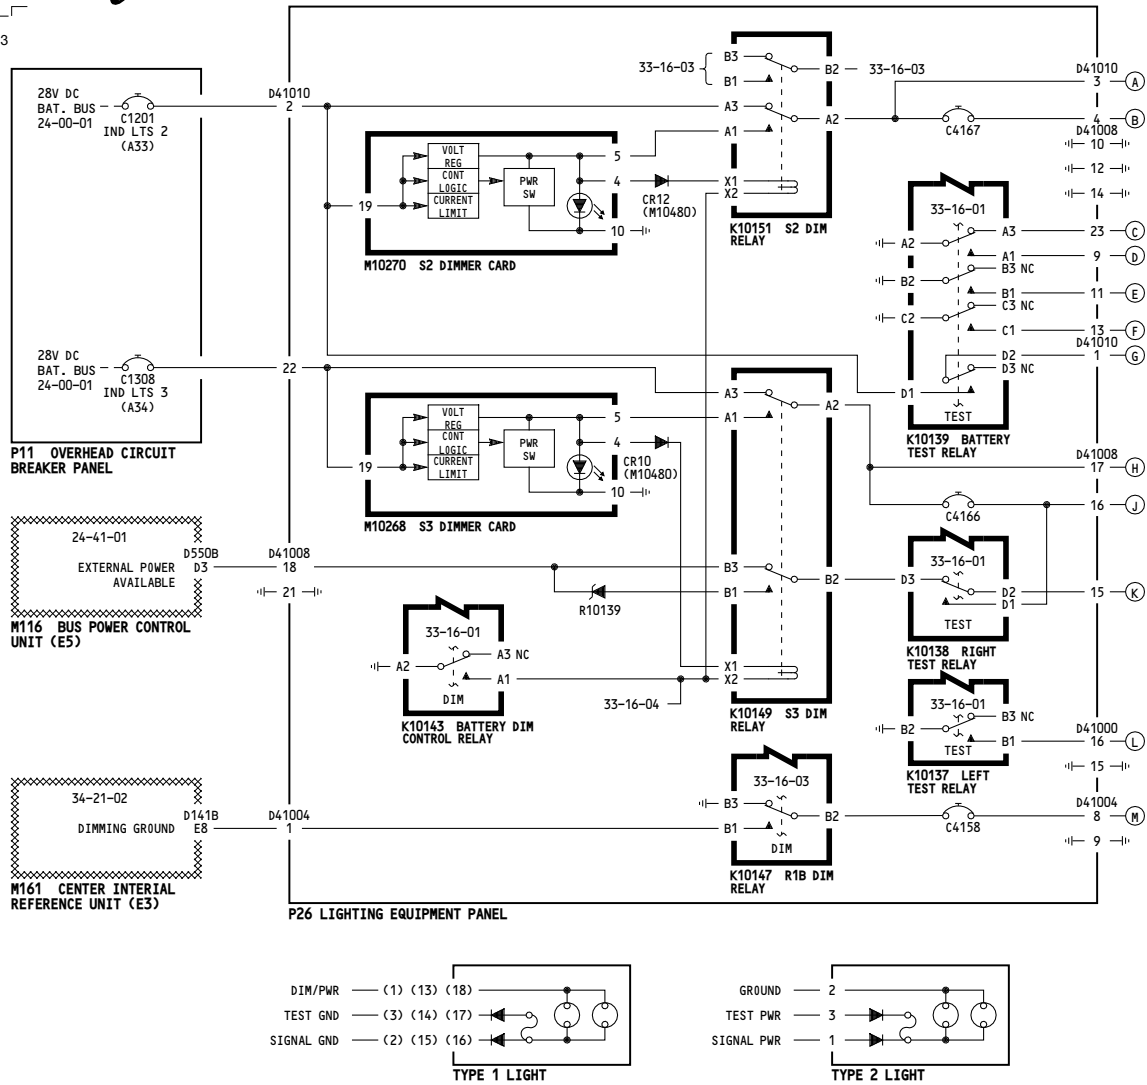 3
28V DC
BAT. BUS
24-00-01
C1201
IND LTS 2
(A33)
28V DC
BAT. BUS
24-00-01
C1308
IND LTS 3
(A34)
P11 OVERHEAD CIRCUIT
BREAKER PANEL
24-41-01
D550B
EXTERNAL POWER D3
AVAILABLE
M116 BUS POWER CONTROL
UNIT (E5)
34-21-02
D141B
DIMMING GROUND E8
M161 CENTER INTERIAL
REFERENCE UNIT (E3)
D41010
2
22
D41008
18
21
D41004
1
VOLT
REG
CONT
LOGIC
CURRENT
LIMIT
PWR
SW
19
5
4
10
CR12
(M10480)
M10270 S2 DIMMER CARD
VOLT
REG
CONT
LOGIC
CURRENT
LIMIT
PWR
SW
19
5
4
10
CR10
(M10480)
M10268 S3 DIMMER CARD
R10139
33-16-01
A2
A3 NC
A1
DIM
K10143 BATTERY DIM
CONTROL RELAY
33-16-04
33-16-03
B3
B1
B2
33-16-03
A3
A1
A2
X1
X2
K10151 S2 DIM
RELAY
A3
A1
A2
B3
B1
B2
X1
X2
K10149 S3 DIM
RELAY
33-16-03
B3
B1
B2
DIM
K10147 R1B DIM
RELAY
C4167
33-16-01
A2
A3
A1
B3 NC
B2
B1
C3 NC
C2
C1
D2
D3 NC
D1
TEST
K10139 BATTERY
TEST RELAY
C4166
33-16-01
D3
D2
D1
TEST
K10138 RIGHT
TEST RELAY
33-16-01
B3 NC
B2
B1
TEST
K10137 LEFT
TEST RELAY
C4158
D41010
3 A
4 B
D41008
10
12
14
23 C
9 D
11 E
13 F
D41010
1 G
D41008
17 H
16 J
15 K
D41000
16 L
15
D41004
8 M
9
P26 LIGHTING EQUIPMENT PANEL
DIM/PWR (1) (13) (18)
TEST GND (3) (14) (17)
SIGNAL GND (2) (15) (16)
TYPE 1 LIGHT
GROUND 2
TEST PWR 3
SIGNAL PWR 1
TYPE 2 LIGHT